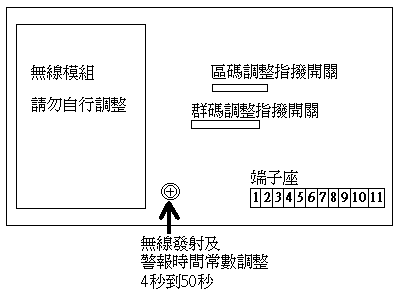 無線模組
請勿自行調整
區碼調整指撥開關
群碼調整指撥開關
端子座
1 2 3 4 5 6 7 8 9 10 11
無線發射及
警報時間常數調整
4秒到50秒